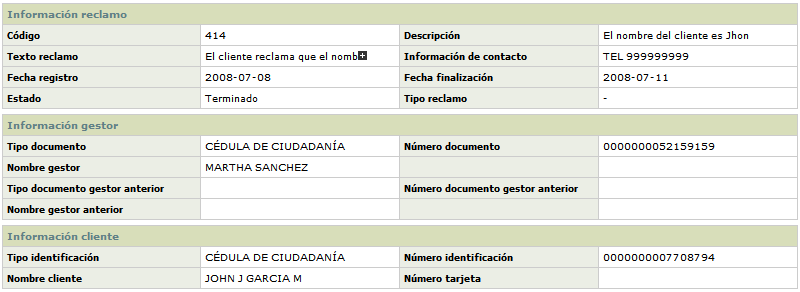 Información reclamo
Código 414 Descripción El nombre del cliente es Jhon
Texto reclamo El cliente reclama que el nomb Información de contacto TEL 999999999
Fecha registro 2008-07-08 Fecha finalización 2008-07-11
Estado Terminado Tipo reclamo -
Información gestor
Tipo documento CÉDULA DE CIUDADANÍA Número documento 0000000052159159
Nombre gestor MARTHA SANCHEZ
Tipo documento gestor anterior Número documento gestor anterior
Nombre gestor anterior
Información cliente
Tipo identificación CÉDULA DE CIUDADANÍA Número identificación 0000000007708794
Nombre cliente JOHN J GARCIA M Número tarjeta